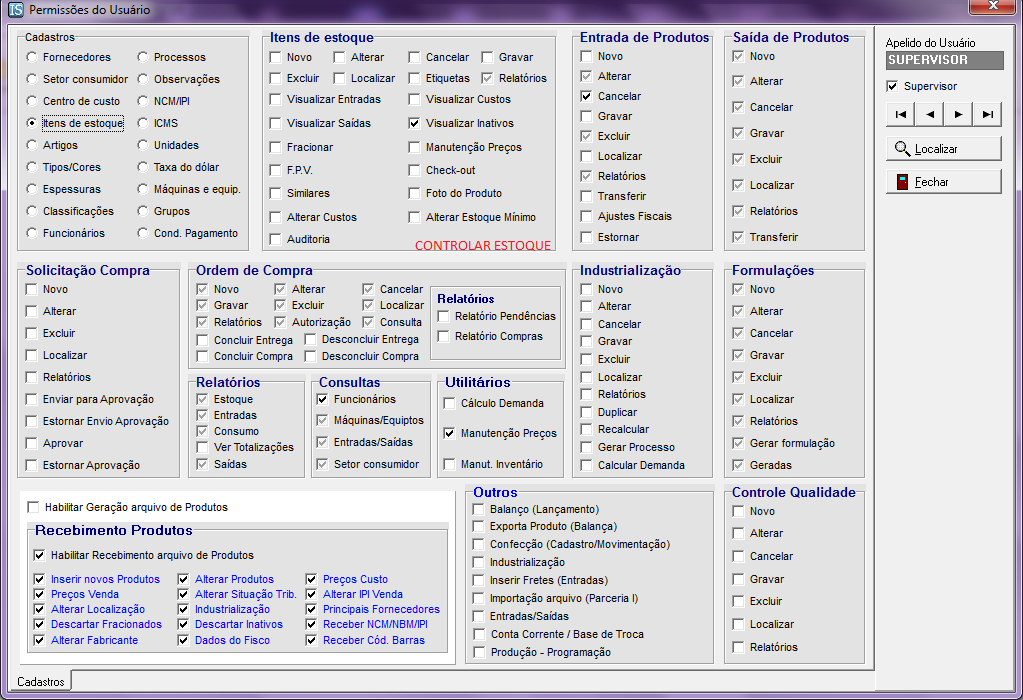 IS Permissões do Usuário
Cadastros
Fornecedores Processos
Setor consumidor Observações
Centro de custo NCM/IPI
Itens de estoque ICMS
Artigos Unidades
Tipos/Cores Taxa do dólar
Espessuras Máquinas e equip.
Classificações Grupos
Funcionários Cond. Pagamento
Itens de estoque
Novo Alterar Cancelar Gravar
Excluir Localizar Etiquetas Relatórios
Visualizar Entradas Visualizar Custos
Visualizar Saídas Visualizar Inativos
Fracionar Manutenção Preços
F.P.V. Check-out
Similares Foto do Produto
Alterar Custos Alterar Estoque Mínimo
Auditoria
CONTROLAR ESTOQUE
Entrada de Produtos
Novo
Alterar
Cancelar
Gravar
Excluir
Localizar
Relatórios
Transferir
Ajustes Fiscais
Estornar
Saída de Produtos
Novo
Alterar
Cancelar
Gravar
Excluir
Localizar
Relatórios
Transferir
Apelido do Usuário
SUPERVISOR
Supervisor
Localizar
Fechar
Solicitação Compra
Novo
Alterar
Excluir
Localizar
Relatórios
Enviar para Aprovação
Estornar Envio Aprovação
Aprovar
Estornar Aprovação
Ordem de Compra
Novo Alterar Cancelar
Gravar Excluir Localizar
Relatórios Autorização Consulta
Concluir Entrega Desconcluir Entrega
Concluir Compra Desconcluir Compra
Relatórios
Relatório Pendências
Relatório Compras
Relatórios
Estoque
Entradas
Consumo
Ver Totalizações
Saídas
Consultas
Funcionários
Máquinas/Equiptos
Entradas/Saídas
Setor consumidor
Utilitários
Cálculo Demanda
Manutenção Preços
Manut. Inventário
Industrialização
Novo
Alterar
Cancelar
Gravar
Excluir
Localizar
Relatórios
Duplicar
Recalcular
Gerar Processo
Calcular Demanda
Formulações
Novo
Alterar
Cancelar
Gravar
Excluir
Localizar
Relatórios
Gerar formulação
Geradas
Habilitar Geração arquivo de Produtos
Recebimento Produtos
Habilitar Recebimento arquivo de Produtos
Inserir novos Produtos Alterar Produtos Preços Custo
Preços Venda Alterar Situação Trib. Alterar IPI Venda
Alterar Localização Industrialização Principais Fornecedores
Descartar Fracionados Descartar Inativos Receber NCM/NBM/IPI
Alterar Fabricante Dados do Fisco Receber Cód. Barras
Outros
Balanço (Lançamento)
Exporta Produto (Balança)
Confecção (Cadastro/Movimentação)
Industrialização
Inserir Fretes (Entradas)
Importação arquivo (Parceria I)
Entradas/Saídas
Conta Corrente / Base de Troca
Produção - Programação
Controle Qualidade
Novo
Alterar
Cancelar
Gravar
Excluir
Localizar
Relatórios
Cadastros